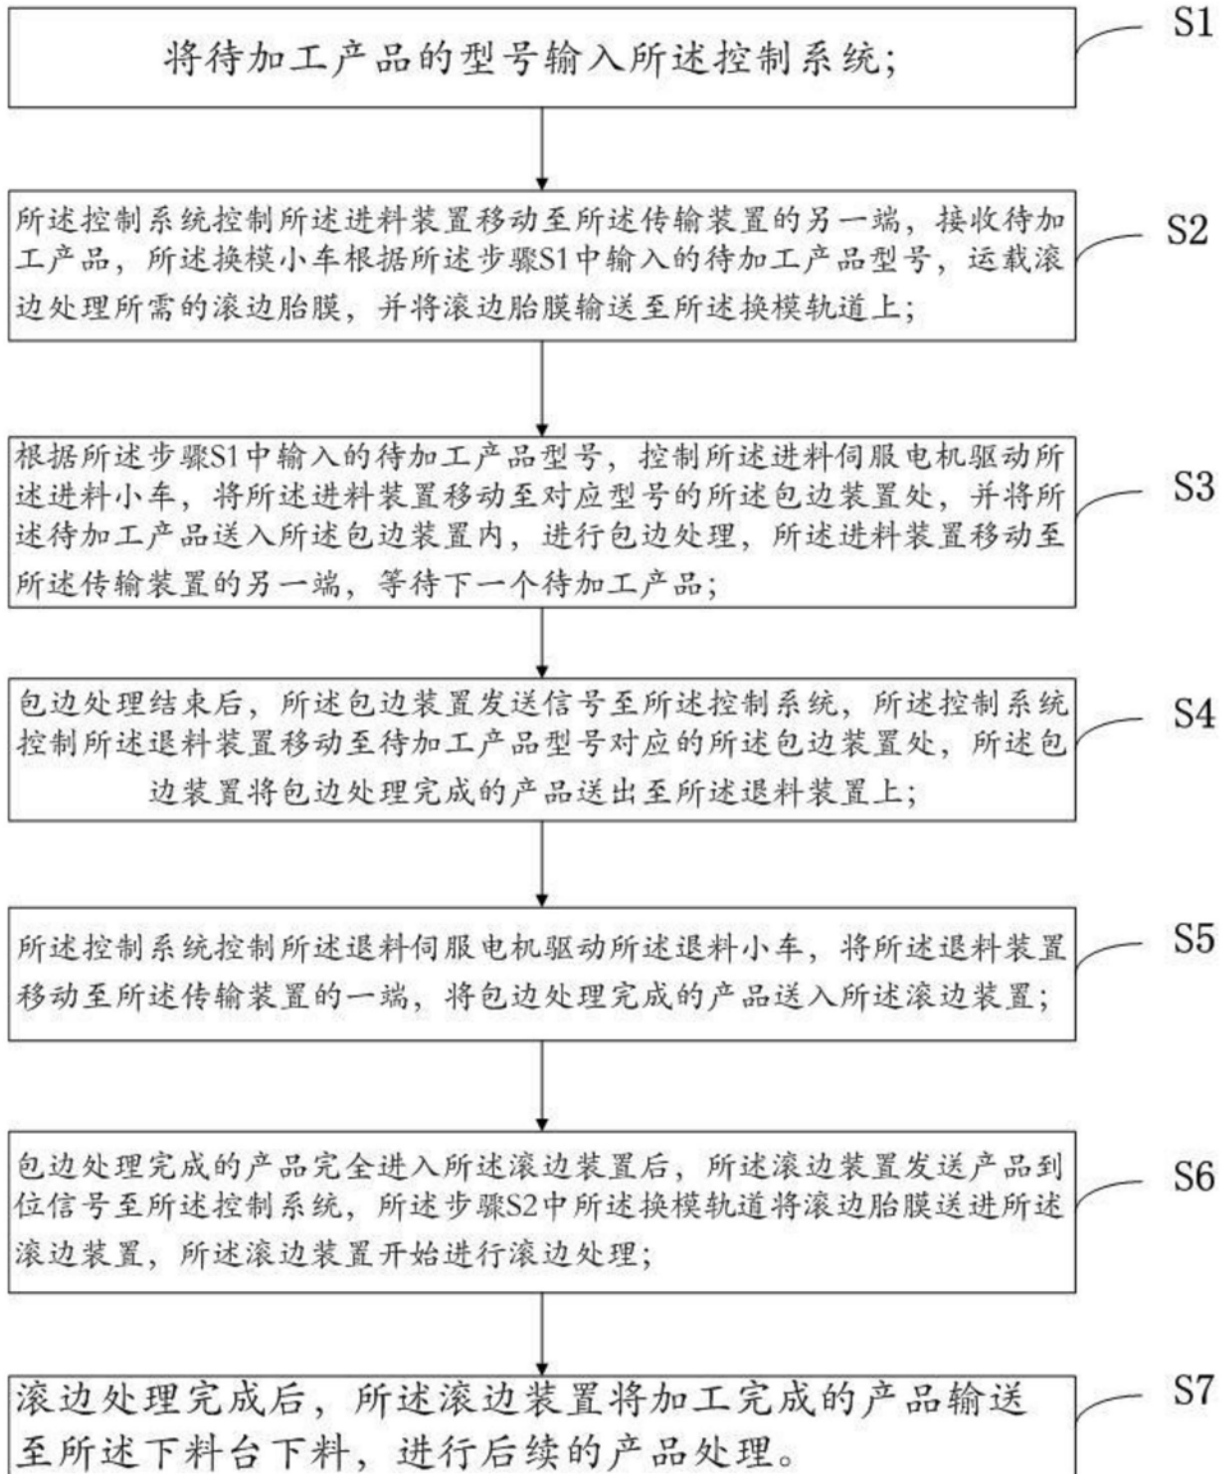 将待加工产品的型号输入所述控制系统；
S1
所述控制系统控制所述进料装置移动至所述传输装置的另一端，接收待加
工产品，所述换模小车根据所述步骤S1中输入的待加工产品型号，运载滚
边处理所需的滚边胎膜，并将滚边胎膜输送至所述换模轨道上；
S2
根据所述步骤S1中输入的待加工产品型号，控制所述进料伺服电机驱动所
述进料小车，将所述进料装置移动至对应型号的所述包边装置处，并将所
述待加工产品送入所述包边装置内，进行包边处理，所述进料装置移动至
所述传输装置的另一端，等待下一个待加工产品；
S3
包边处理结束后，所述包边装置发送信号至所述控制系统，所述控制系统
控制所述退料装置移动至待加工产品型号对应的所述包边装置处，所述包
边装置将包边处理完成的产品送出至所述退料装置上；
S4
所述控制系统控制所述退料伺服电机驱动所述退料小车，将所述退料装置
移动至所述传输装置的一端，将包边处理完成的产品送入所述滚边装置；
S5
包边处理完成的产品完全进入所述滚边装置后，所述滚边装置发送产品到
位信号至所述控制系统，所述步骤S2中所述换模轨道将滚边胎膜送进所述
滚边装置，所述滚边装置开始进行滚边处理；
S6
滚边处理完成后，所述滚边装置将加工完成的产品输送
至所述下料台下料，进行后续的产品处理。
S7